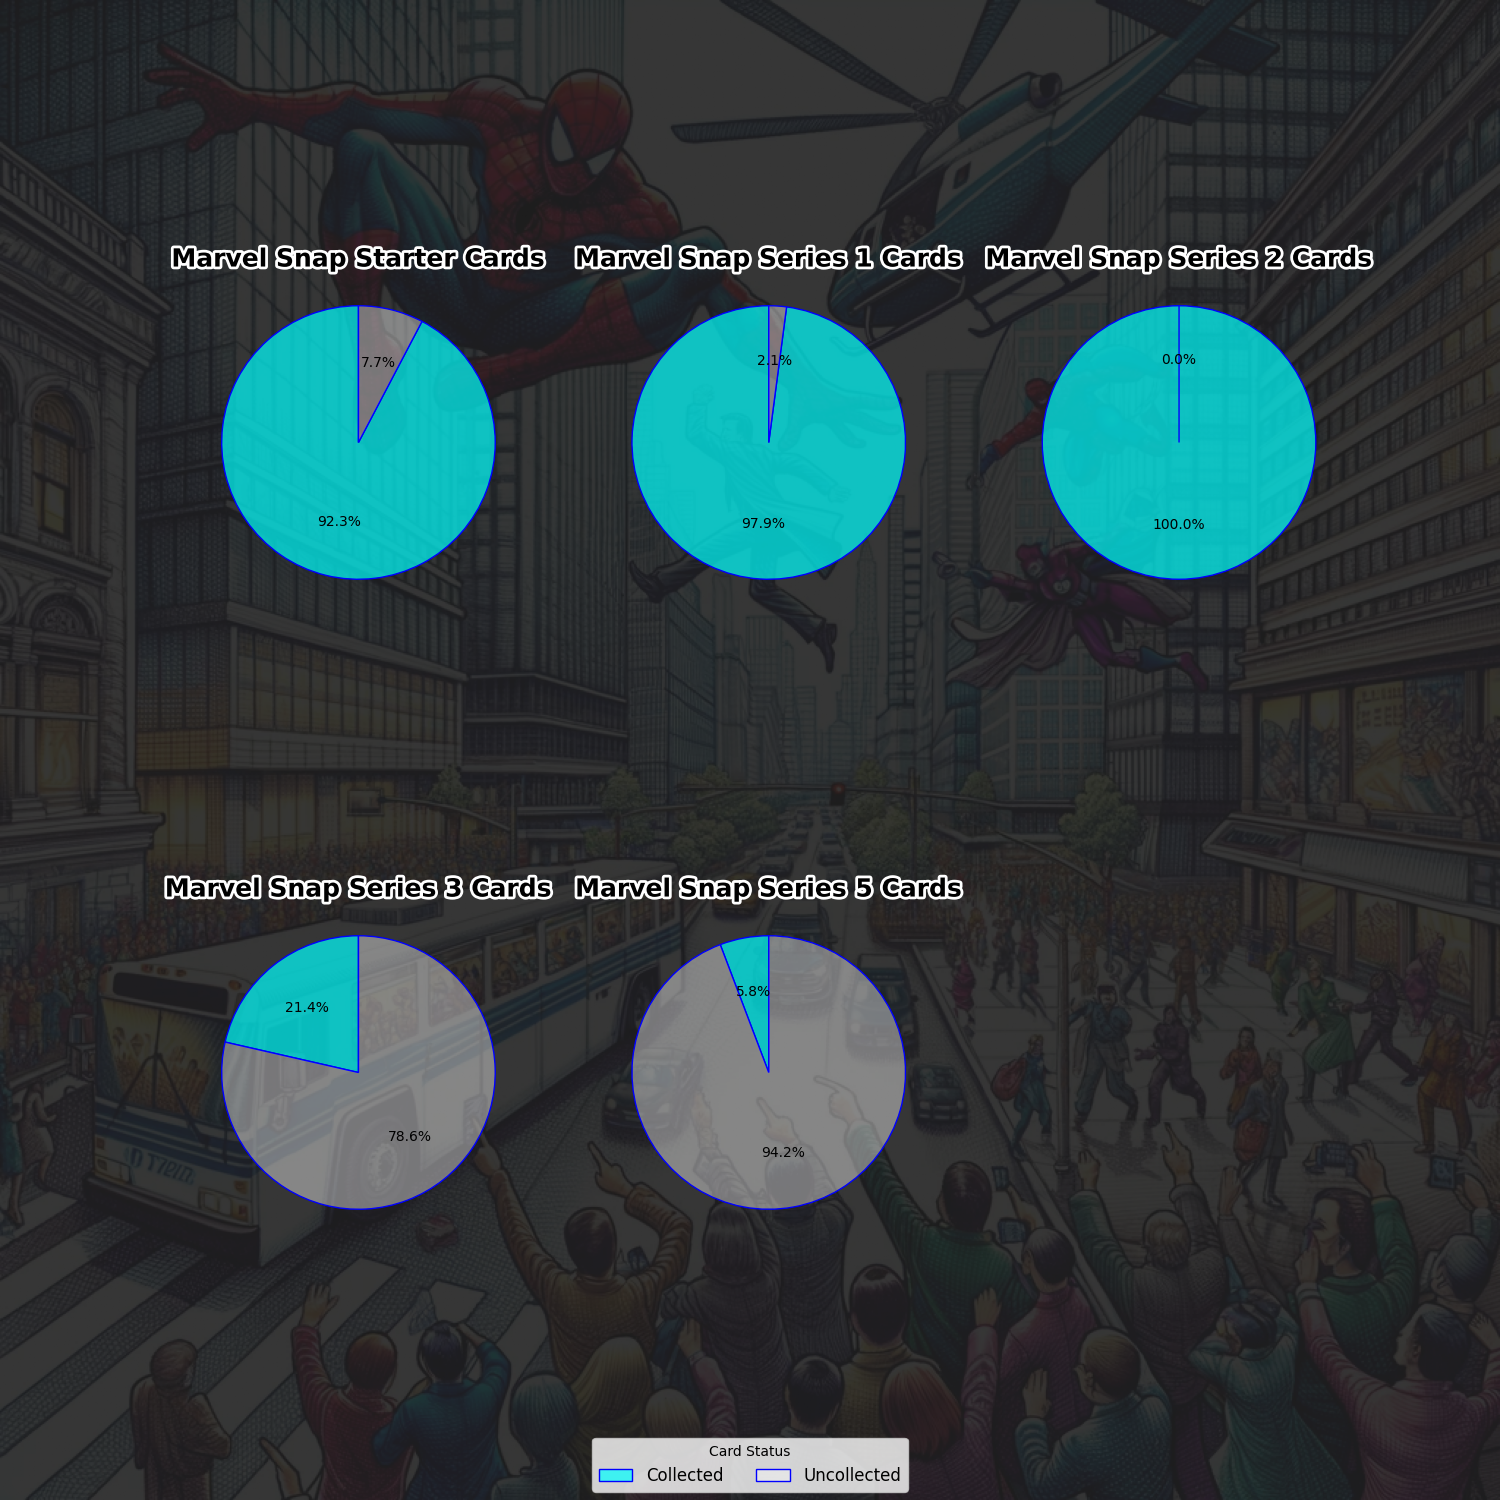 Marvel Snap Starter Cards
7.7%
92.3%
Marvel Snap Series 1 Cards
2.1%
97.9%
Marvel Snap Series 2 Cards
0.0%
100.0%
Marvel Snap Series 3 Cards
21.4%
78.6%
Marvel Snap Series 5 Cards
5.8%
94.2%
Card Status
Collected
Uncollected